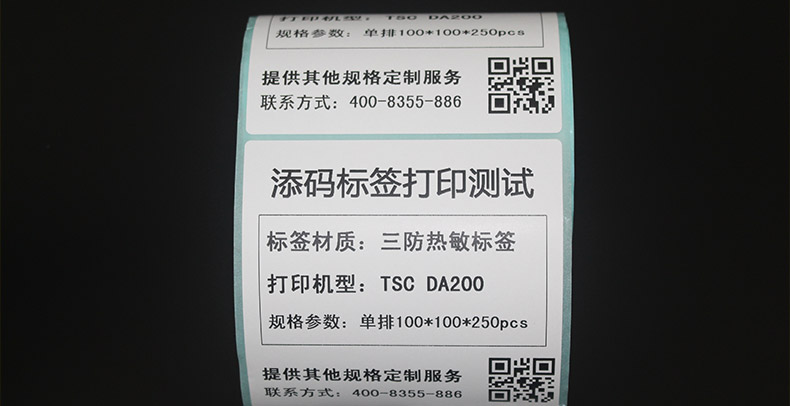 打印机型：TSC DA200
规格参数：单排100*100*250pcs
提供其他规格定制服务
联系方式：400-8355-886
添码标签打印测试
标签材质：三防热敏标签
打印机型：TSC DA200
规格参数：单排100*100*250pcs
提供其他规格定制服务
联系方式：400-8355-886